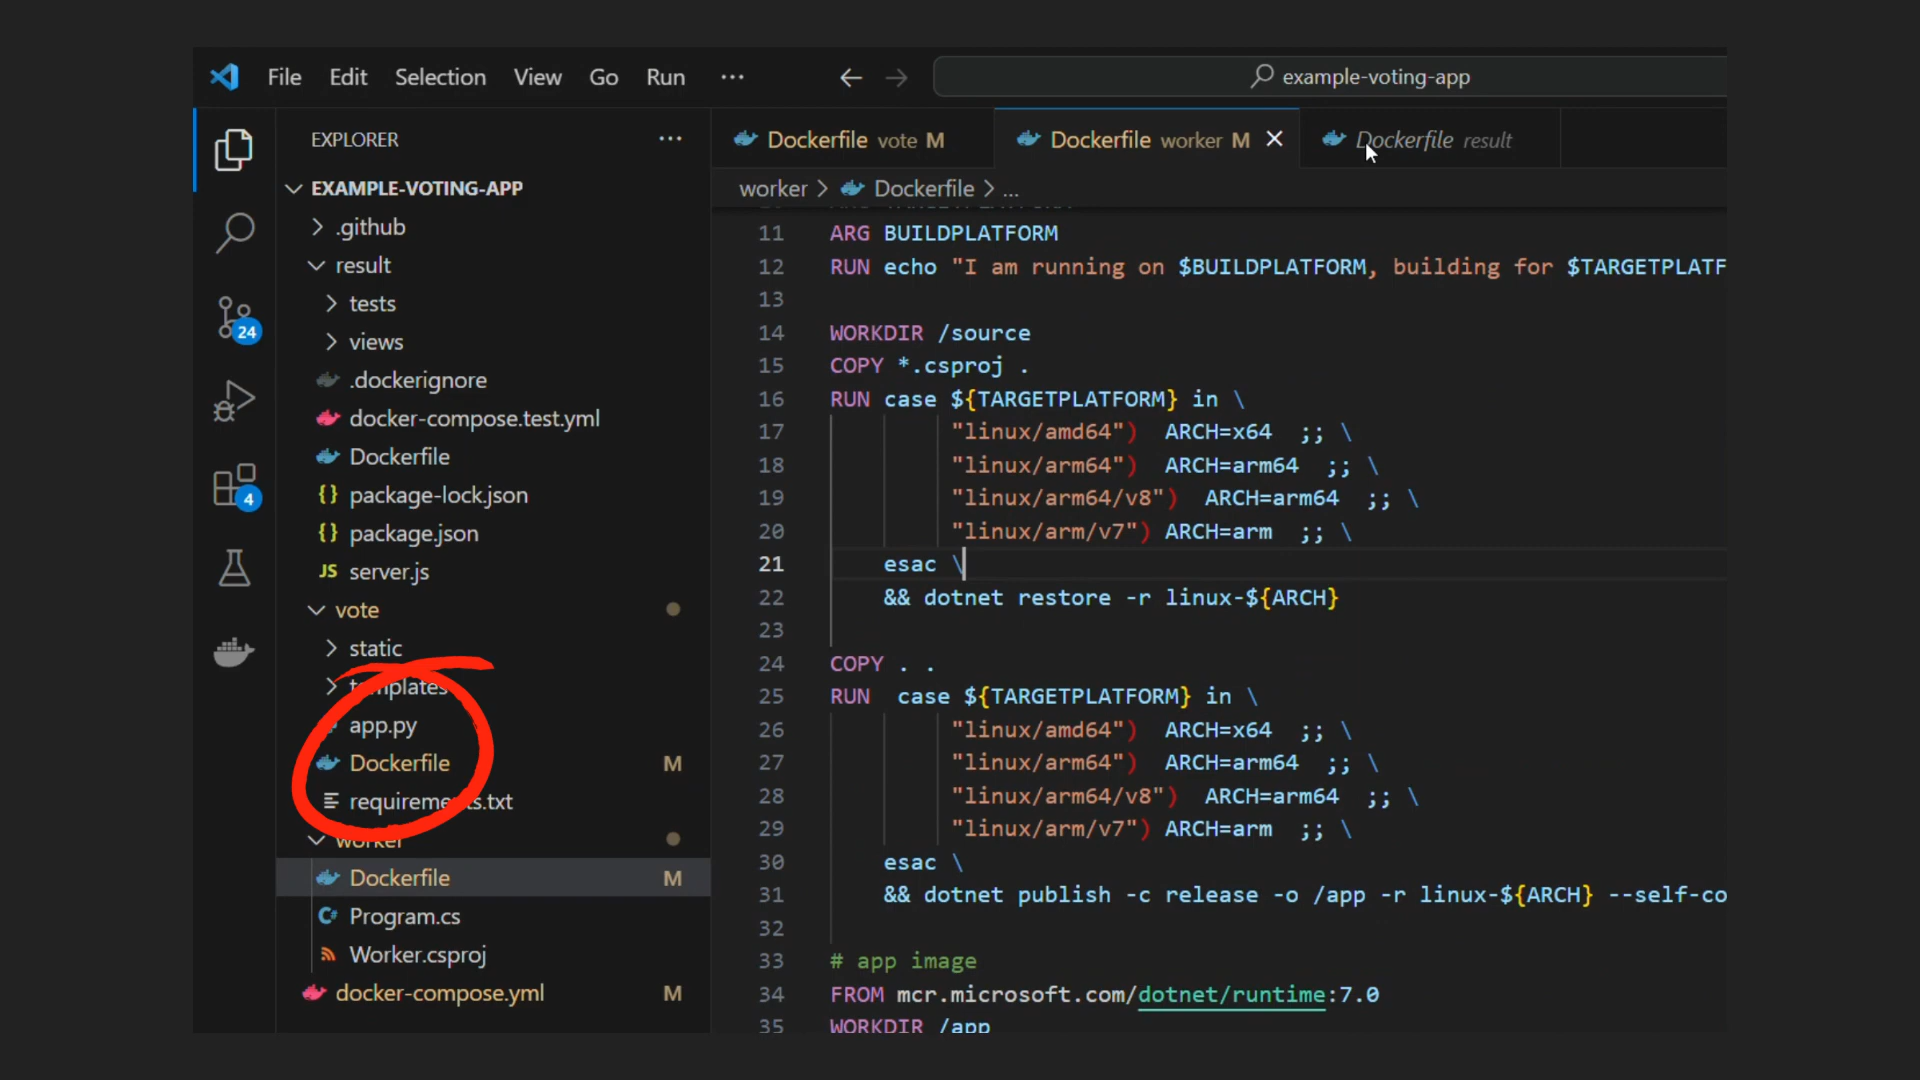 File Edit Selection View Go Run ... example-voting-app
EXPLORER ...
Dockerfile vote M Dockerfile worker M Dockerfile result
worker > Dockerfile > ...
EXAMPLE-VOTING-APP
.github
result
tests
views
.dockerignore
docker-compose.test.yml
Dockerfile
{} package-lock.json
{} package.json
JS server.js
vote
static
templates
app.py
Dockerfile M
requirements.txt
worker
Dockerfile M
C# Program.cs
Worker.csproj
docker-compose.yml M
24
4
11 ARG BUILDPLATFORM
12 RUN echo "I am running on $BUILDPLATFORM, building for $TARGETPLATF
13
14 WORKDIR /source
15 COPY *.csproj .
16 RUN case ${TARGETPLATFORM} in \
17 "linux/amd64") ARCH=x64 ;; \
18 "linux/arm64") ARCH=arm64 ;; \
19 "linux/arm64/v8") ARCH=arm64 ;; \
20 "linux/arm/v7") ARCH=arm ;; \
21 esac \
22 && dotnet restore -r linux-${ARCH}
23
24 COPY . .
25 RUN case ${TARGETPLATFORM} in \
26 "linux/amd64") ARCH=x64 ;; \
27 "linux/arm64") ARCH=arm64 ;; \
28 "linux/arm64/v8") ARCH=arm64 ;; \
29 "linux/arm/v7") ARCH=arm ;; \
30 esac \
31 && dotnet publish -c release -o /app -r linux-${ARCH} --self-co
32
33 # app image
34 FROM mcr.microsoft.com/dotnet/runtime:7.0
35 WORKDIR /app